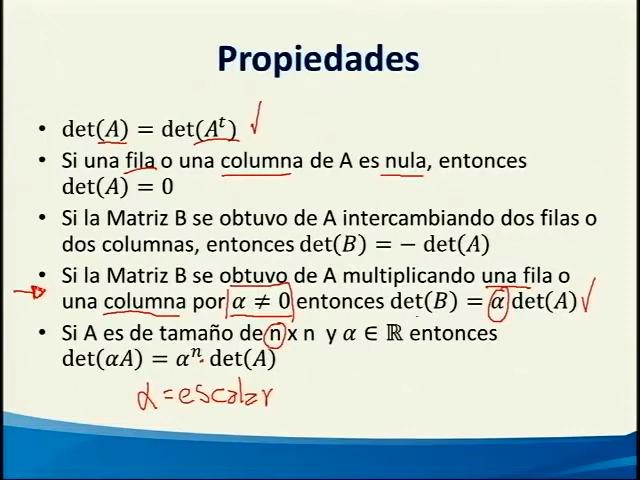 Propiedades
• det(A) = det(Aᵗ) ✓
• Si una fila o una columna de A es nula, entonces
det(A) = 0
• Si la Matriz B se obtuvo de A intercambiando dos filas o
dos columnas, entonces det(B) = − det(A)
• Si la Matriz B se obtuvo de A multiplicando una fila o
una columna por α ≠ 0 entonces det(B) = α det(A) ✓
• Si A es de tamaño de n x n y α ∈ ℝ entonces
det(αA) = αⁿ det(A)
α = escalar